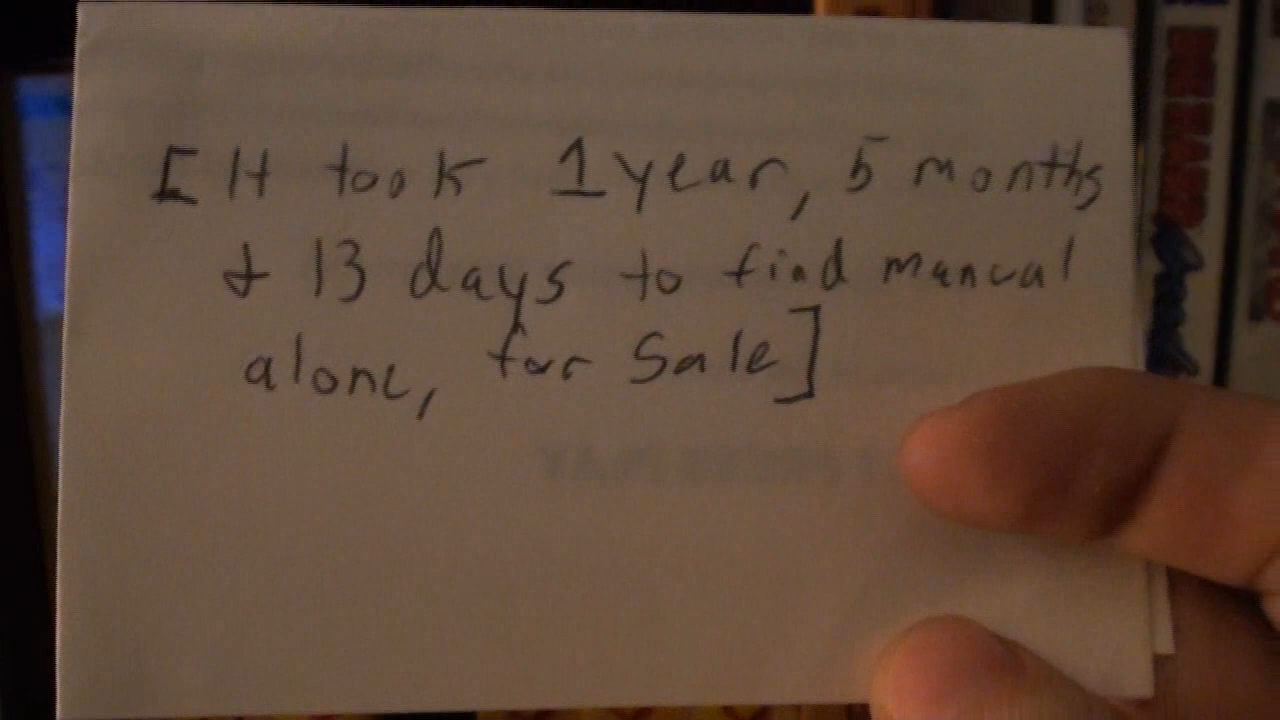 [It took 1 year, 5 months
& 13 days to find manual
alone, for Sale]